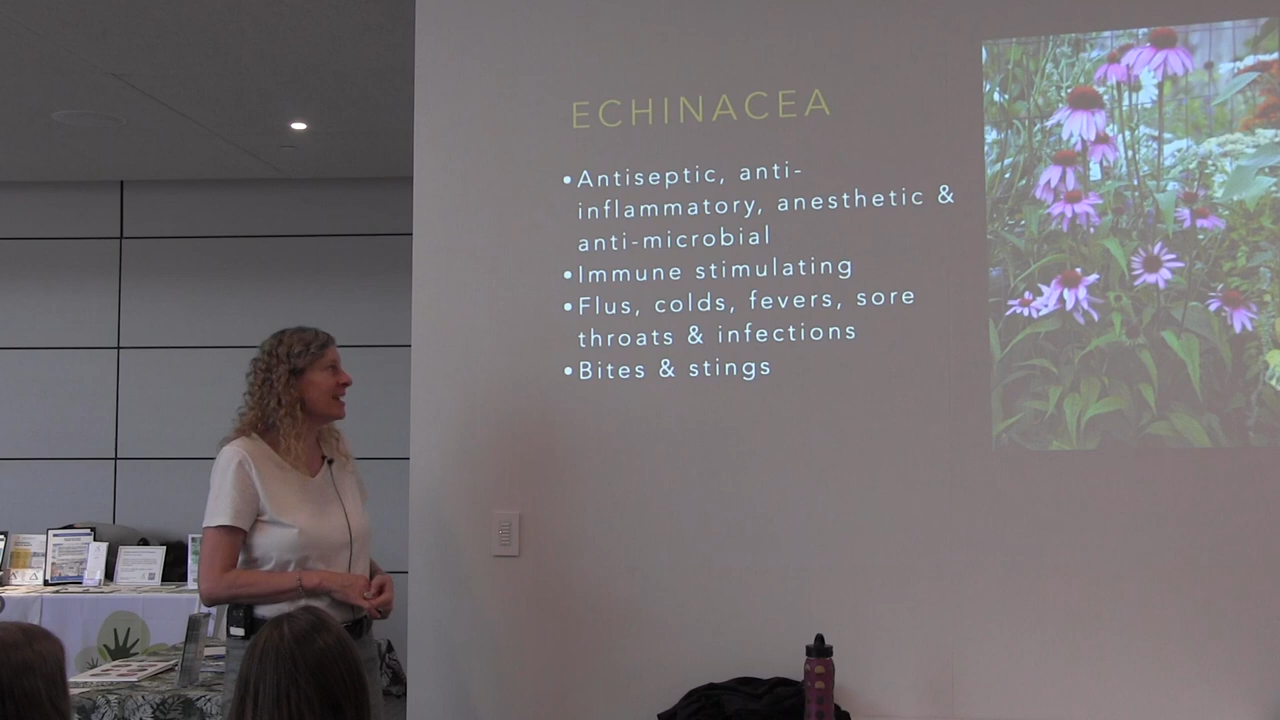 ECHINACEA
•Antiseptic, anti-
inflammatory, anesthetic &
anti-microbial
•Immune stimulating
•Flus, colds, fevers, sore
throats & infections
•Bites & stings